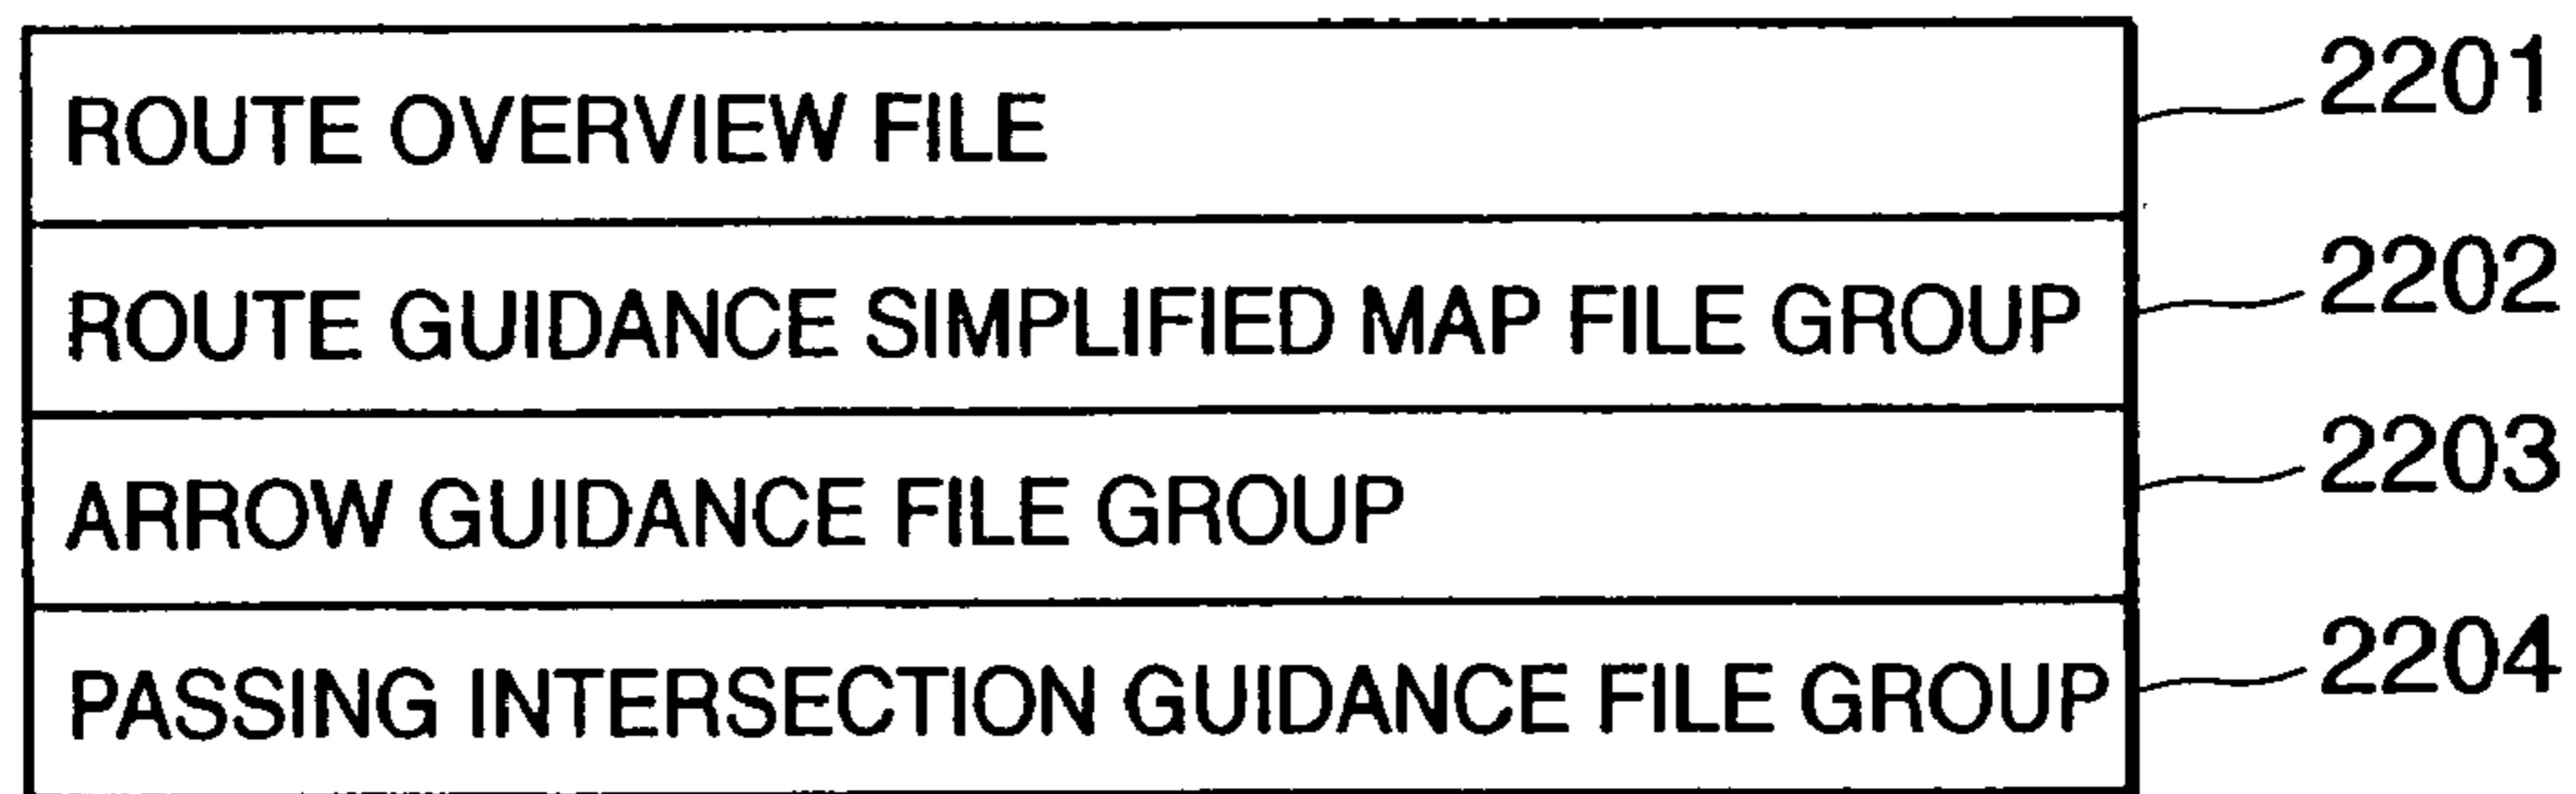 ROUTE OVERVIEW FILE 2201
ROUTE GUIDANCE SIMPLIFIED MAP FILE GROUP 2202
ARROW GUIDANCE FILE GROUP 2203
PASSING INTERSECTION GUIDANCE FILE GROUP 2204